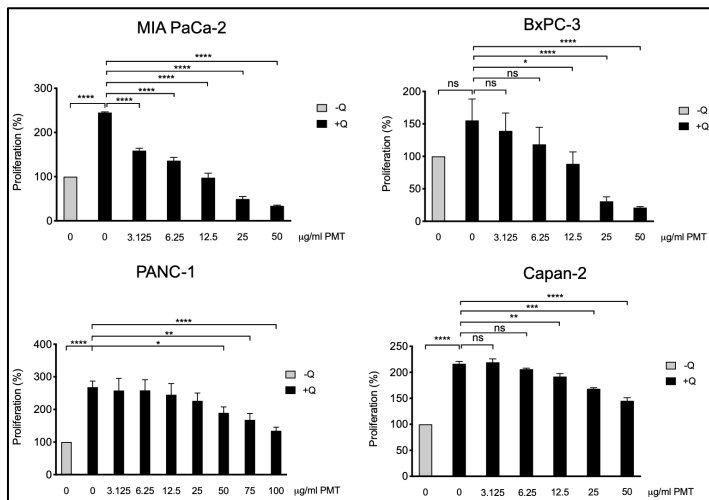 MIA PaCa-2
****
****
****
****
**** ****
300
200
100
0
Proliferation (%)
-Q
+Q
0 0 3.125 6.25 12.5 25 50 μg/ml PMT
BxPC-3
****
****
*
ns
ns ns
200
150
100
50
0
Proliferation (%)
-Q
+Q
0 0 3.125 6.25 12.5 25 50 μg/ml PMT
PANC-1
****
**
**** *
400
300
200
100
0
Proliferation (%)
-Q
+Q
0 0 3.125 6.25 12.5 25 50 75 100 μg/ml PMT
Capan-2
****
***
**
ns
**** ns
250
200
150
100
50
0
Proliferation (%)
-Q
+Q
0 0 3.125 6.25 12.5 25 50 μg/ml PMT